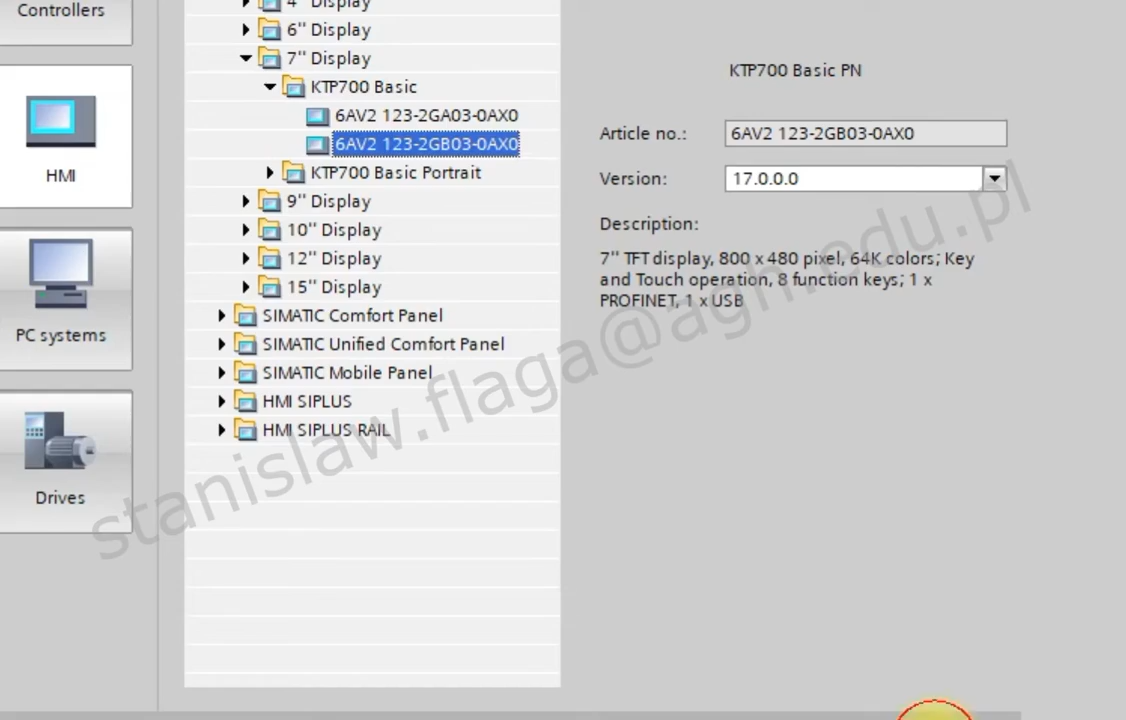 Controllers
HMI
PC systems
Drives
4'' Display
6'' Display
7'' Display
KTP700 Basic
6AV2 123-2GA03-0AX0
6AV2 123-2GB03-0AX0
KTP700 Basic Portrait
9'' Display
10'' Display
12'' Display
15'' Display
SIMATIC Comfort Panel
SIMATIC Unified Comfort Panel
SIMATIC Mobile Panel
HMI SIPLUS
HMI SIPLUS RAIL
KTP700 Basic PN
Article no.: 6AV2 123-2GB03-0AX0
Version: 17.0.0.0
Description:
7'' TFT display, 800 x 480 pixel, 64K colors; Key
and Touch operation, 8 function keys; 1 x
PROFINET, 1 x USB
stanislaw.flaga@agh.edu.pl